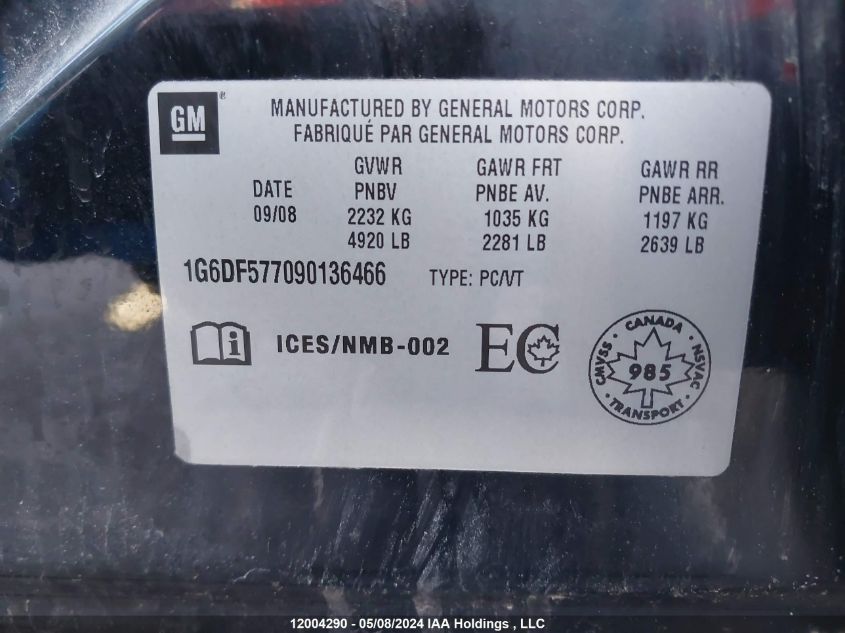 GM®
MANUFACTURED BY GENERAL MOTORS CORP.
FABRIQUÉ PAR GENERAL MOTORS CORP.
GVWR GAWR FRT GAWR RR
DATE PNBV PNBE AV. PNBE ARR.
09/08 2232 KG 1035 KG 1197 KG
4920 LB 2281 LB 2639 LB
1G6DF577090136466 TYPE: PC/VT
i ICES/NMB-002 EC
CANADA
CMVSS 985 NSVAC
TRANSPORT
12004290 - 05/08/2024 IAA Holdings , LLC